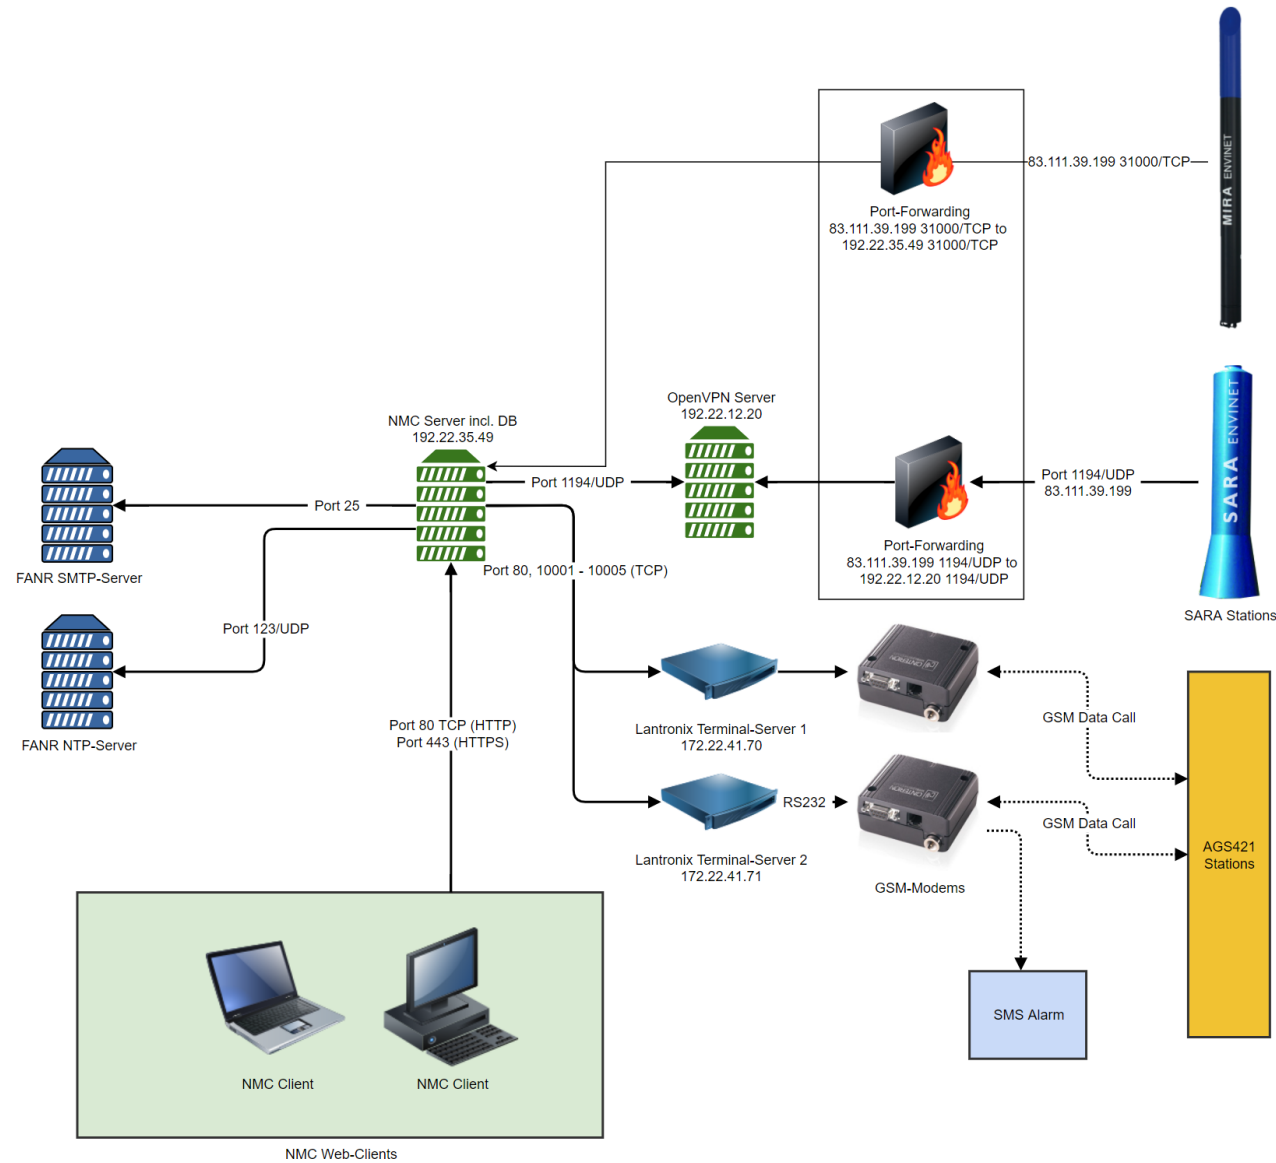 MIRA ENVINET
83.111.39.199 31000/TCP
Port-Forwarding
83.111.39.199 31000/TCP to
192.22.35.49 31000/TCP
OpenVPN Server
192.22.12.20
NMC Server incl. DB
192.22.35.49
SARA ENVINET
Port 1194/UDP
Port 1194/UDP
83.111.39.199
Port 25
Port-Forwarding
83.111.39.199 1194/UDP to
192.22.12.20 1194/UDP
FANR SMTP-Server
Port 80, 10001 - 10005 (TCP)
SARA Stations
Port 123/UDP
FANR NTP-Server
Port 80 TCP (HTTP)
Port 443 (HTTPS)
Lantronix Terminal-Server 1
172.22.41.70
GSM Data Call
RS232
GSM Data Call
Lantronix Terminal-Server 2
172.22.41.71
GSM-Modems
AGS421
Stations
SMS Alarm
NMC Client
NMC Client
NMC Web-Clients